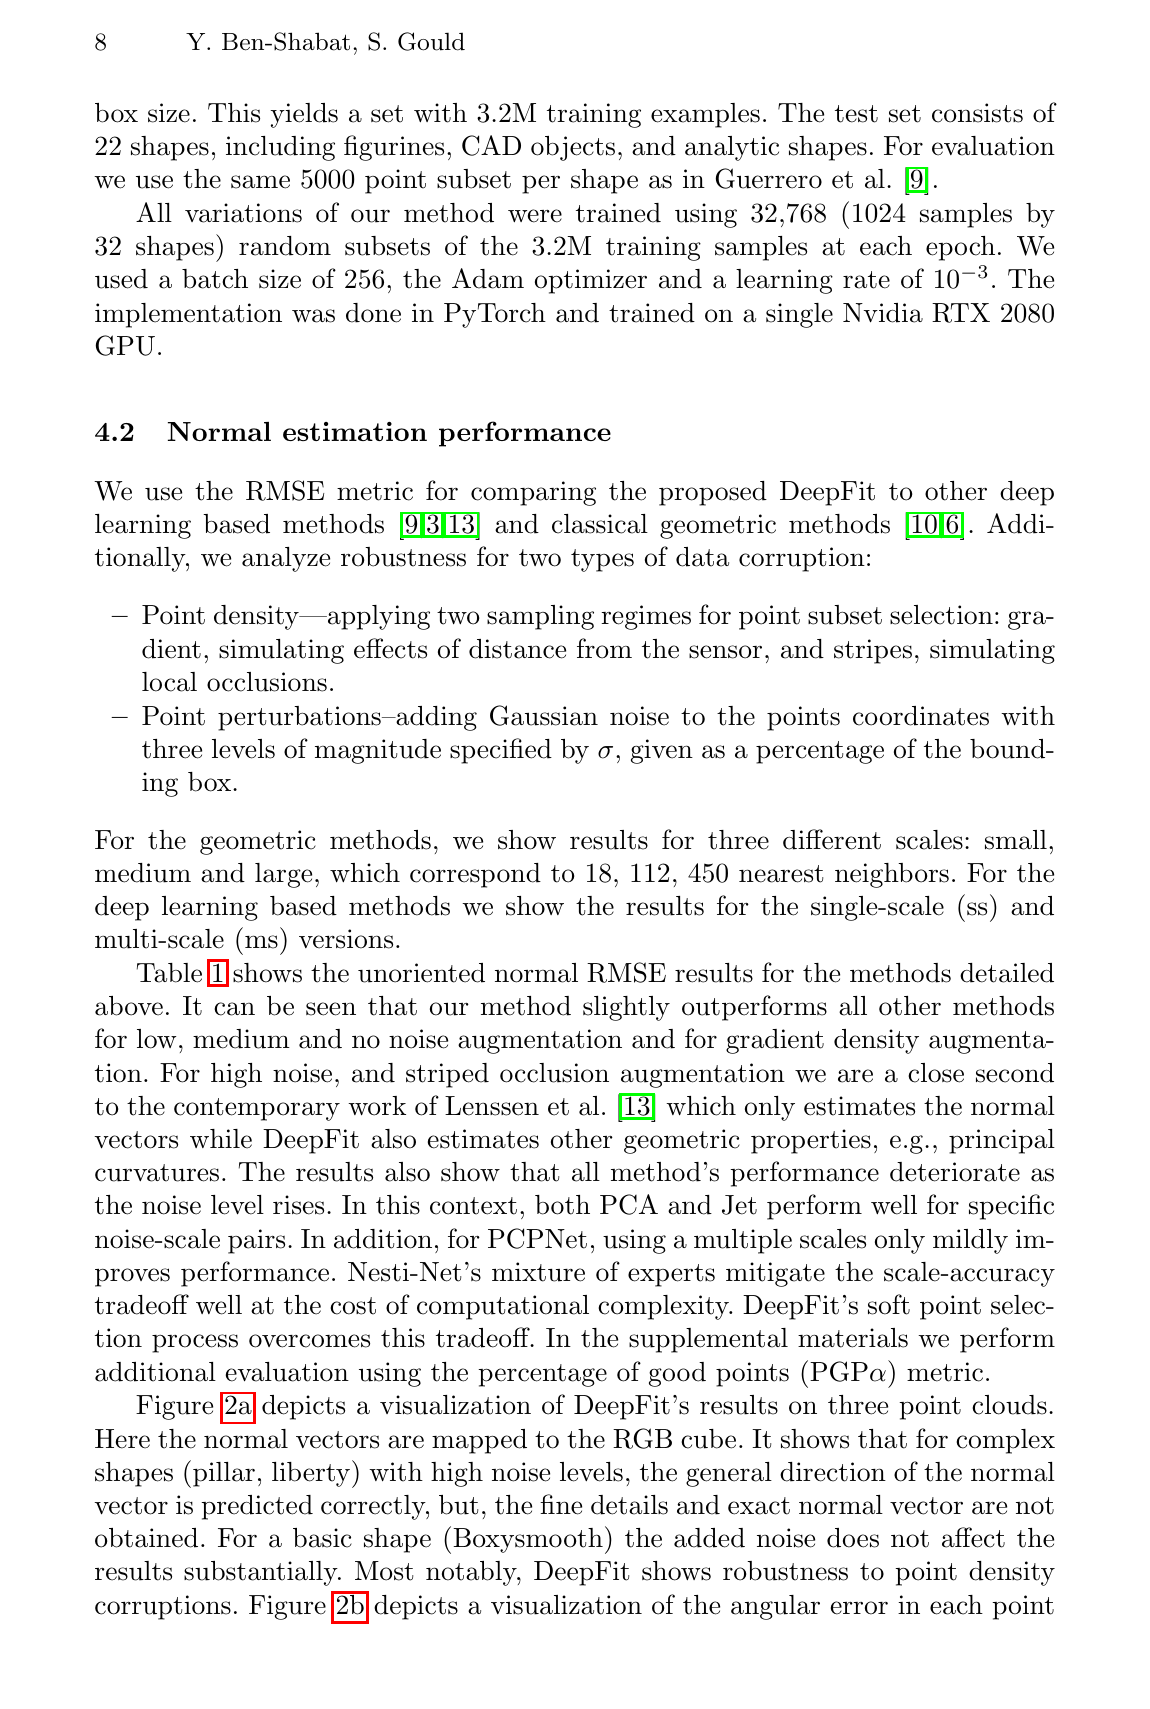 8 Y. Ben-Shabat, S. Gould
box size. This yields a set with 3.2M training examples. The test set consists of
22 shapes, including figurines, CAD objects, and analytic shapes. For evaluation
we use the same 5000 point subset per shape as in Guerrero et al. [9].
All variations of our method were trained using 32,768 (1024 samples by
32 shapes) random subsets of the 3.2M training samples at each epoch. We
used a batch size of 256, the Adam optimizer and a learning rate of 10⁻³. The
implementation was done in PyTorch and trained on a single Nvidia RTX 2080
GPU.
4.2 Normal estimation performance
We use the RMSE metric for comparing the proposed DeepFit to other deep
learning based methods [9,3,13] and classical geometric methods [10,6]. Addi-
tionally, we analyze robustness for two types of data corruption:
– Point density—applying two sampling regimes for point subset selection: gra-
dient, simulating effects of distance from the sensor, and stripes, simulating
local occlusions.
– Point perturbations–adding Gaussian noise to the points coordinates with
three levels of magnitude specified by σ, given as a percentage of the bound-
ing box.
For the geometric methods, we show results for three different scales: small,
medium and large, which correspond to 18, 112, 450 nearest neighbors. For the
deep learning based methods we show the results for the single-scale (ss) and
multi-scale (ms) versions.
Table 1 shows the unoriented normal RMSE results for the methods detailed
above. It can be seen that our method slightly outperforms all other methods
for low, medium and no noise augmentation and for gradient density augmenta-
tion. For high noise, and striped occlusion augmentation we are a close second
to the contemporary work of Lenssen et al. [13] which only estimates the normal
vectors while DeepFit also estimates other geometric properties, e.g., principal
curvatures. The results also show that all method's performance deteriorate as
the noise level rises. In this context, both PCA and Jet perform well for specific
noise-scale pairs. In addition, for PCPNet, using a multiple scales only mildly im-
proves performance. Nesti-Net's mixture of experts mitigate the scale-accuracy
tradeoff well at the cost of computational complexity. DeepFit's soft point selec-
tion process overcomes this tradeoff. In the supplemental materials we perform
additional evaluation using the percentage of good points (PGPα) metric.
Figure 2a depicts a visualization of DeepFit's results on three point clouds.
Here the normal vectors are mapped to the RGB cube. It shows that for complex
shapes (pillar, liberty) with high noise levels, the general direction of the normal
vector is predicted correctly, but, the fine details and exact normal vector are not
obtained. For a basic shape (Boxysmooth) the added noise does not affect the
results substantially. Most notably, DeepFit shows robustness to point density
corruptions. Figure 2b depicts a visualization of the angular error in each point